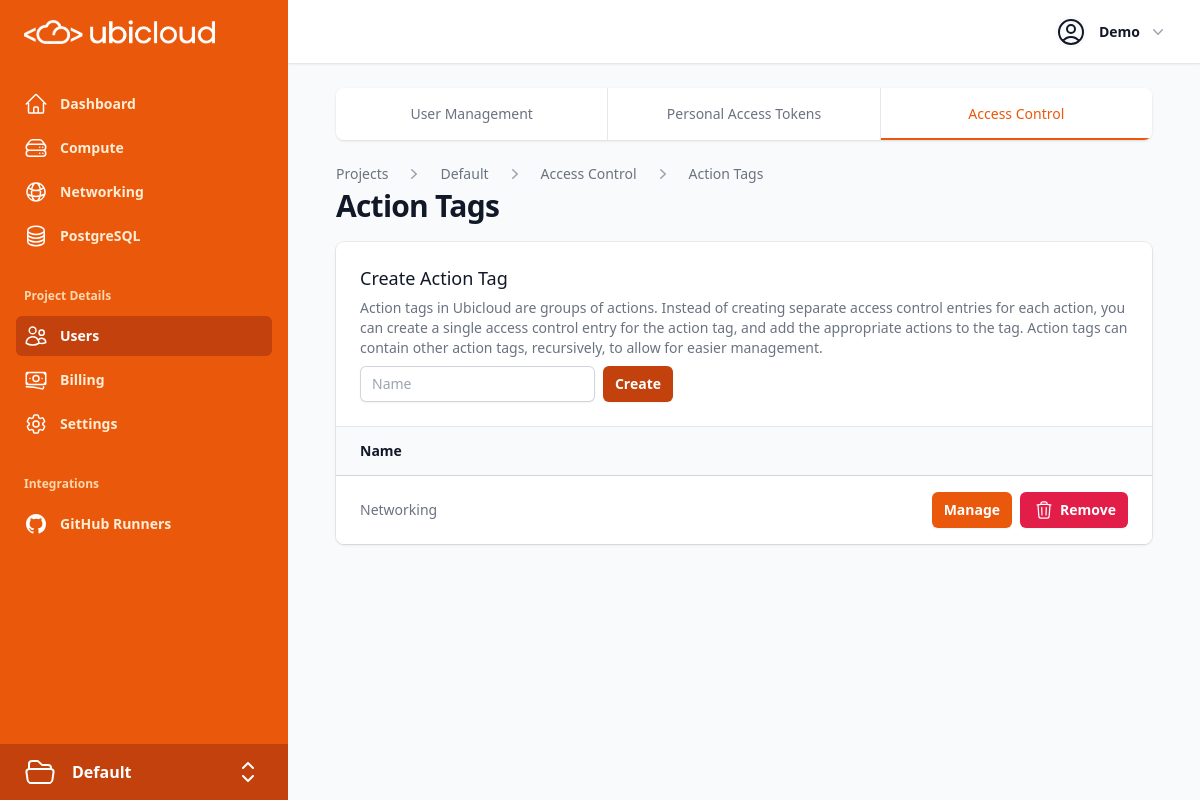 ubicloud
Demo
Dashboard
Compute
Networking
PostgreSQL
Project Details
Users
Billing
Settings
Integrations
GitHub Runners
Default
User Management
Personal Access Tokens
Access Control
Projects > Default > Access Control > Action Tags
Action Tags
Create Action Tag
Action tags in Ubicloud are groups of actions. Instead of creating separate access control entries for each action, you
can create a single access control entry for the action tag, and add the appropriate actions to the tag. Action tags can
contain other action tags, recursively, to allow for easier management.
Name
Create
Name
Networking
Manage
Remove